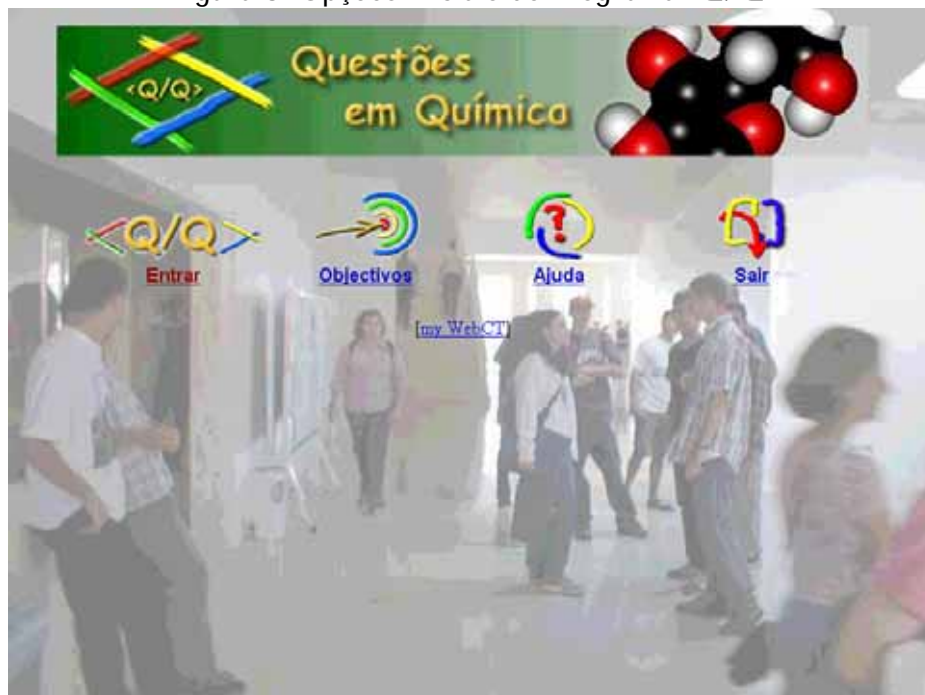 <Q/Q>
Questões
em Química
<Q/Q>
Entrar
Objectivos
Ajuda
?
Sair
[my WebCT]